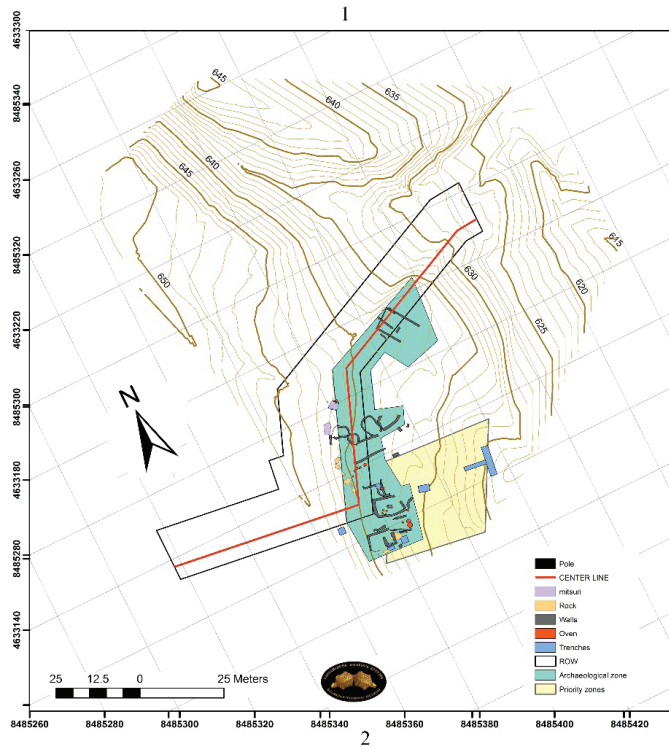 1
4633300
8485340
4633260
8485320
4633220
8485300
4633180
8485280
4633140
645
640
635
640
645
650
630
625
620
615
N
Pole
CENTER LINE
mitsuri
Rock
Walls
Oven
Trenches
ROW
Archaeological zone
Priority zones
25 12.5 0 25 Meters
8485260 8485280 8485300 8485320 8485340 8485360 8485380 8485400 8485420
2